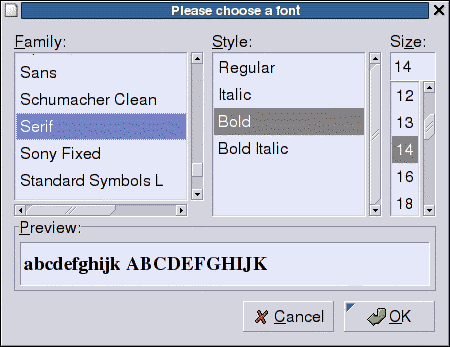 Please choose a font
Family:
Sans
Schumacher Clean
Serif
Sony Fixed
Standard Symbols L
Style:
Regular
Italic
Bold
Bold Italic
Size:
14
12
13
14
16
18
Preview:
abcdefghijk ABCDEFGHIJK
Cancel
OK